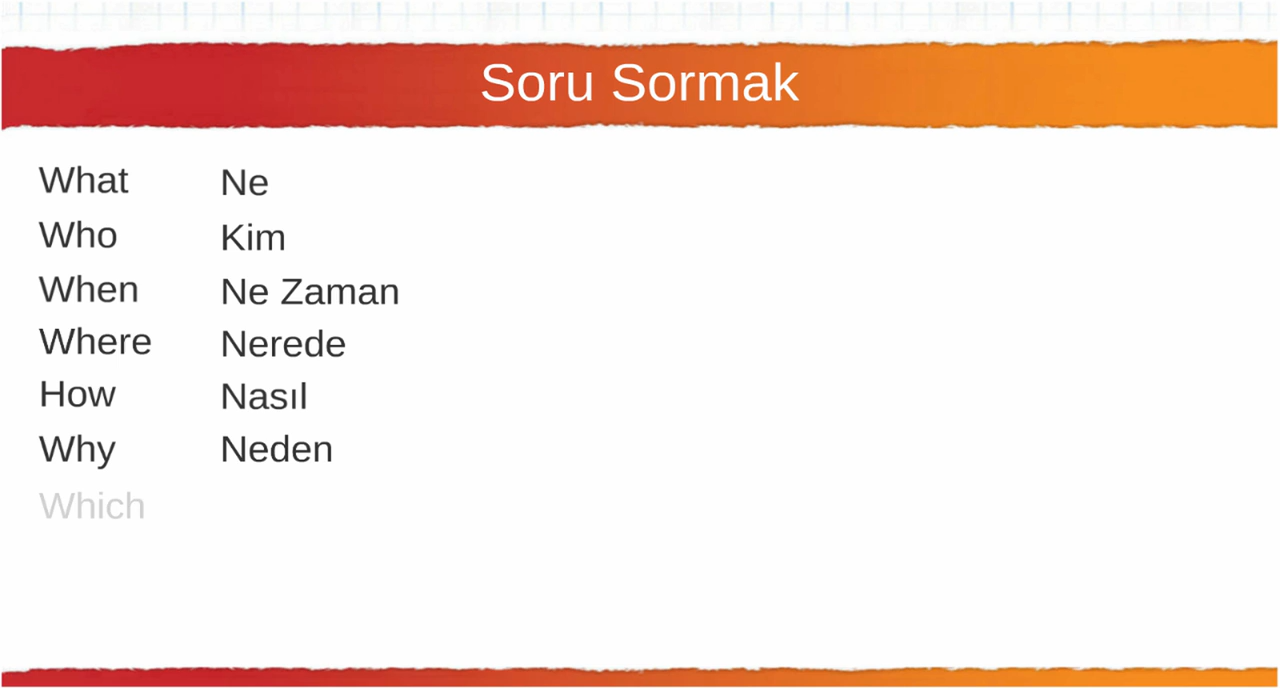 Soru Sormak
What Ne
Who Kim
When Ne Zaman
Where Nerede
How Nasıl
Why Neden
Which